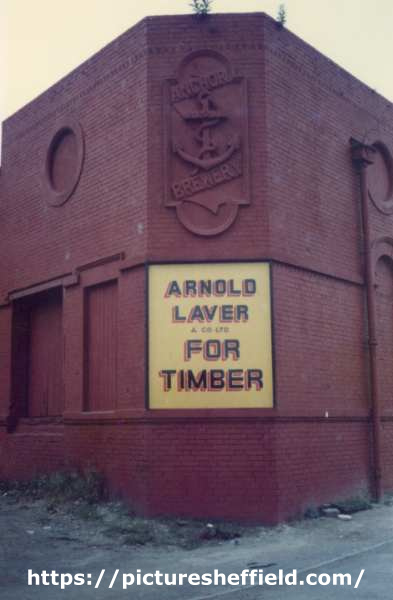 ANCHOR
BREWERY
ARNOLD
LAVER
& CO LTD
FOR
TIMBER
https://picturesheffield.com/